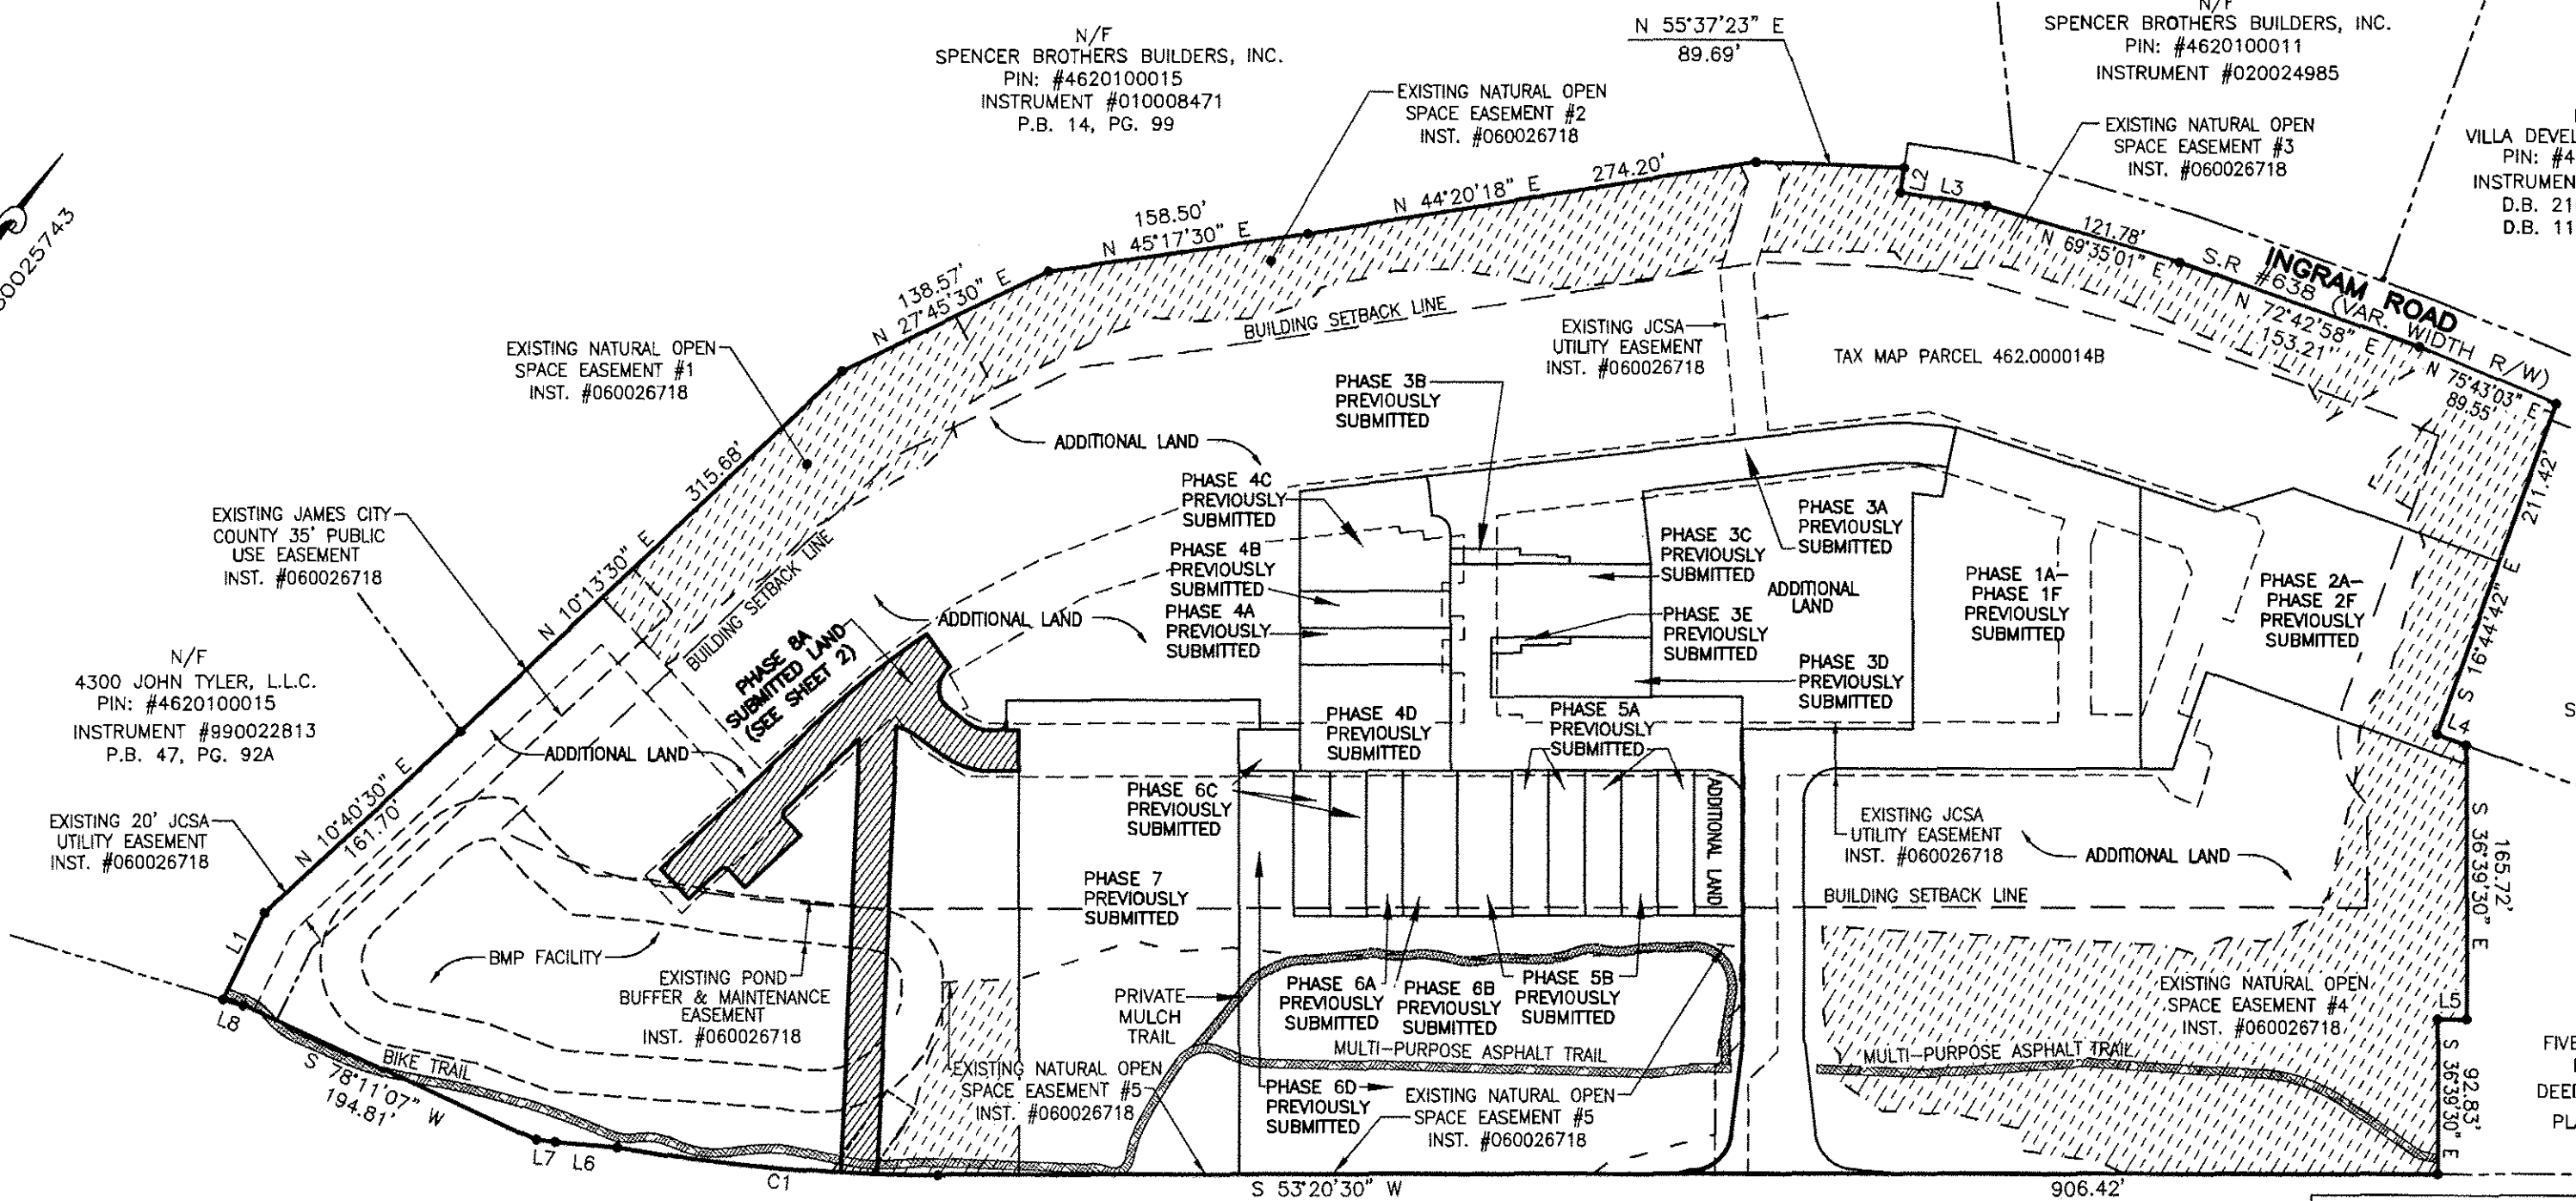 N/F
SPENCER BROTHERS BUILDERS, INC.
PIN: #4620100015
INSTRUMENT #010008471
P.B. 14, PG. 99
N 55°37'23" E
89.69'
N/F
SPENCER BROTHERS BUILDERS, INC.
PIN: #4620100011
INSTRUMENT #020024985
EXISTING NATURAL OPEN
SPACE EASEMENT #2
INST. #060026718
EXISTING NATURAL OPEN
SPACE EASEMENT #3
INST. #060026718
VILLA DEVEL
PIN: #4
INSTRUMEN
D.B. 21
D.B. 11
N 44°20'18" E 274.20'
158.50'
N 45°17'30" E
138.57'
N 27°45'30" E
L2
L3
121.78'
N 69°35'01" E
INGRAM ROAD
S.R #638 (VAR. WIDTH R/W)
N 72°42'58" E
153.21'
N 75°43'03" E
89.55'
BUILDING SETBACK LINE
EXISTING JCSA
UTILITY EASEMENT
INST. #060026718
TAX MAP PARCEL 462.000014B
EXISTING NATURAL OPEN
SPACE EASEMENT #1
INST. #060026718
PHASE 3B
PREVIOUSLY
SUBMITTED
ADDITIONAL LAND
315.68'
N 10°13'30" E
PHASE 4C
PREVIOUSLY
SUBMITTED
PHASE 3A
PREVIOUSLY
SUBMITTED
211.42'
S 16°44'42" E
EXISTING JAMES CITY
COUNTY 35' PUBLIC
USE EASEMENT
INST. #060026718
BUILDING SETBACK LINE
PHASE 4B
PREVIOUSLY
SUBMITTED
PHASE 3C
PREVIOUSLY
SUBMITTED
ADDITIONAL
LAND
PHASE 1A-
PHASE 1F
PREVIOUSLY
SUBMITTED
PHASE 2A-
PHASE 2F
PREVIOUSLY
SUBMITTED
ADDITIONAL LAND
PHASE 4A
PREVIOUSLY
SUBMITTED
PHASE 3E
PREVIOUSLY
SUBMITTED
PHASE 3D
PREVIOUSLY
SUBMITTED
N/F
4300 JOHN TYLER, L.L.C.
PIN: #4620100015
INSTRUMENT #990022813
P.B. 47, PG. 92A
PHASE 8A
SUBMITTED LAND
(SEE SHEET 2)
PHASE 4D
PREVIOUSLY
SUBMITTED
PHASE 5A
PREVIOUSLY
SUBMITTED
L4
S
ADDITIONAL LAND
N 10°40'30" E
161.70'
EXISTING 20' JCSA
UTILITY EASEMENT
INST. #060026718
PHASE 6C
PREVIOUSLY
SUBMITTED
ADDITIONAL LAND
EXISTING JCSA
UTILITY EASEMENT
INST. #060026718
ADDITIONAL LAND
165.72'
S 36°39'30" E
PHASE 7
PREVIOUSLY
SUBMITTED
BUILDING SETBACK LINE
L1
BMP FACILITY
EXISTING POND
BUFFER & MAINTENANCE
EASEMENT
INST. #060026718
PRIVATE
MULCH
TRAIL
PHASE 6A
PREVIOUSLY
SUBMITTED
PHASE 6B
PREVIOUSLY
SUBMITTED
PHASE 5B
PREVIOUSLY
SUBMITTED
EXISTING NATURAL OPEN
SPACE EASEMENT #4
INST. #060026718
L5
L8
BIKE TRAIL
S 78°11'07" W
194.81'
MULTI-PURPOSE ASPHALT TRAIL
MULTI-PURPOSE ASPHALT TRAIL
EXISTING NATURAL OPEN
SPACE EASEMENT #5
INST. #060026718
PHASE 6D
PREVIOUSLY
SUBMITTED
EXISTING NATURAL OPEN
SPACE EASEMENT #5
INST. #060026718
92.83'
S 36°39'30" E
FIVE
DEED
PL
L7
L6
C1
S 53°20'30" W
906.42'